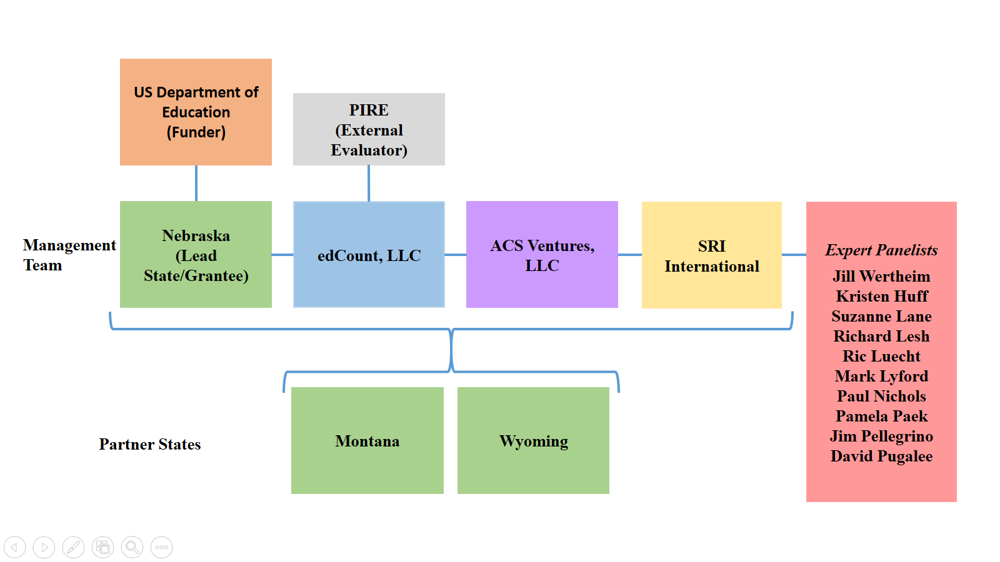 US Department of
Education
(Funder)
PIRE
(External
Evaluator)
Management
Team
Nebraska
(Lead
State/Grantee)
edCount, LLC
ACS Ventures,
LLC
SRI
International
Expert Panelists
Jill Wertheim
Kristen Huff
Suzanne Lane
Richard Lesh
Ric Luecht
Mark Lyford
Paul Nichols
Pamela Paek
Jim Pellegrino
David Pugalee
Partner States
Montana
Wyoming